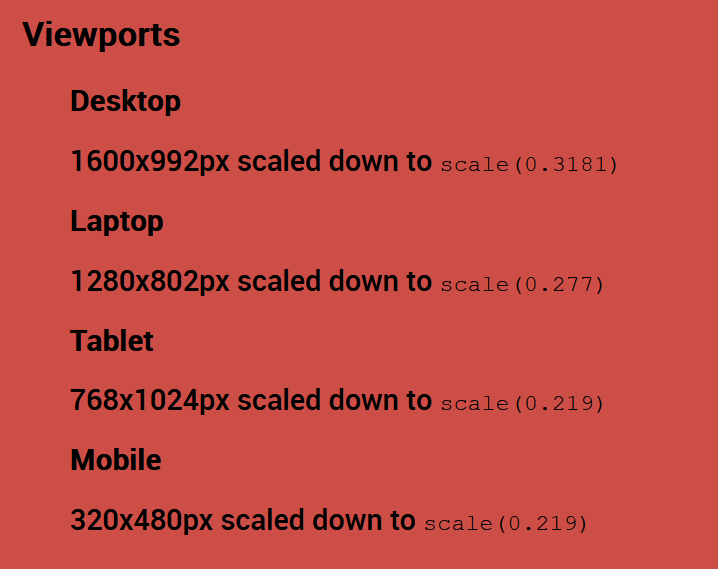 Viewports
Desktop
1600x992px scaled down to scale(0.3181)
Laptop
1280x802px scaled down to scale(0.277)
Tablet
768x1024px scaled down to scale(0.219)
Mobile
320x480px scaled down to scale(0.219)